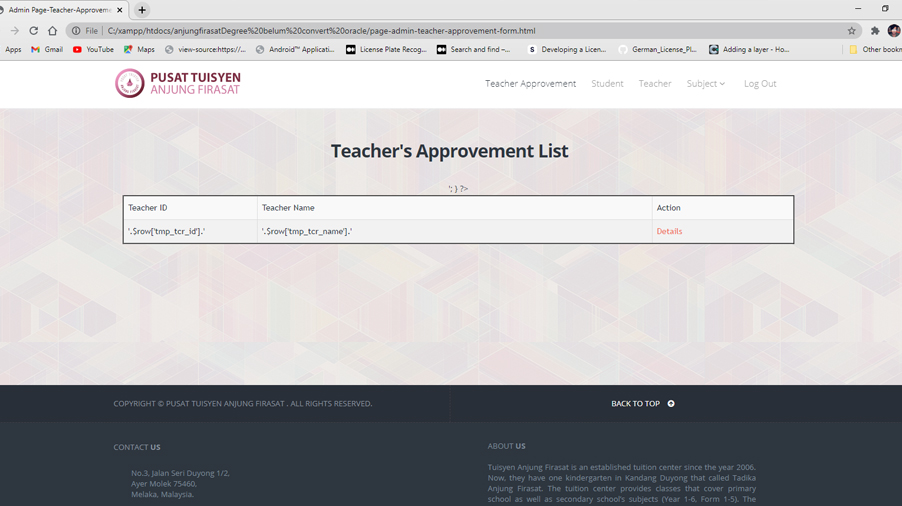 Admin Page-Teacher-Approveme
File
C:/xampp/htdocs/anjungfirasatDegree%20belum%20convert%20oracle/page-admin-teacher-approvement-form.html
Apps Gmail YouTube Maps view-source:https://... Android™ Applicati... License Plate Recog... Search and find –... Developing a Licen... German_License_Pl... Adding a layer - Ho... Other bookm
PUSAT TUISYEN
ANJUNG FIRASAT
Teacher Approvement Student Teacher Subject Log Out
Teacher's Approvement List
'; } ?>
Teacher ID Teacher Name Action
'.$row['tmp_tcr_id'].' '.$row['tmp_tcr_name'].' Details
COPYRIGHT © PUSAT TUISYEN ANJUNG FIRASAT . ALL RIGHTS RESERVED.
BACK TO TOP
CONTACT US
No.3, Jalan Seri Duyong 1/2,
Ayer Molek 75460,
Melaka, Malaysia.
ABOUT US
Tuisyen Anjung Firasat is an established tuition center since the year 2006.
Now, they have one kindergarten in Kandang Duyong that called Tadika
Anjung Firasat. The tuition center provides classes that cover primary
school as well as secondary school's subjects (Year 1-6, Form 1-5). The